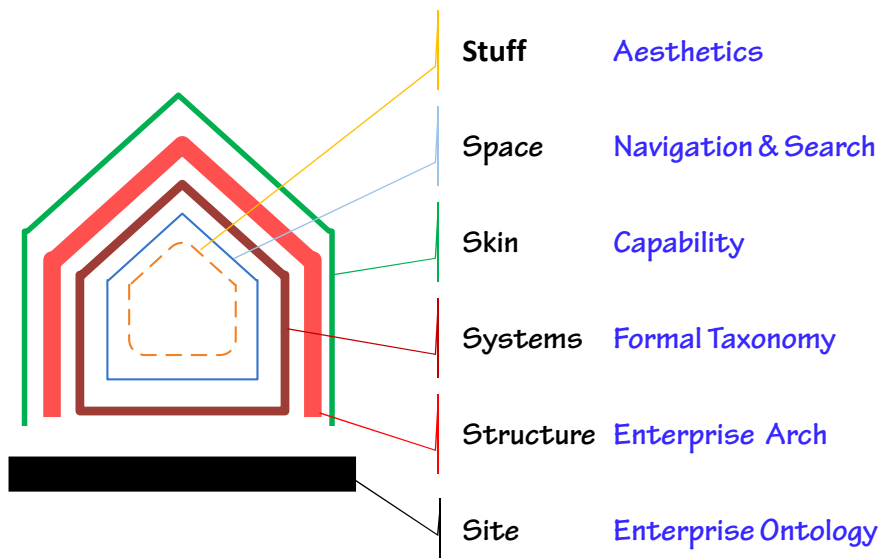 Stuff Aesthetics
Space Navigation & Search
Skin Capability
Systems Formal Taxonomy
Structure Enterprise Arch
Site Enterprise Ontology